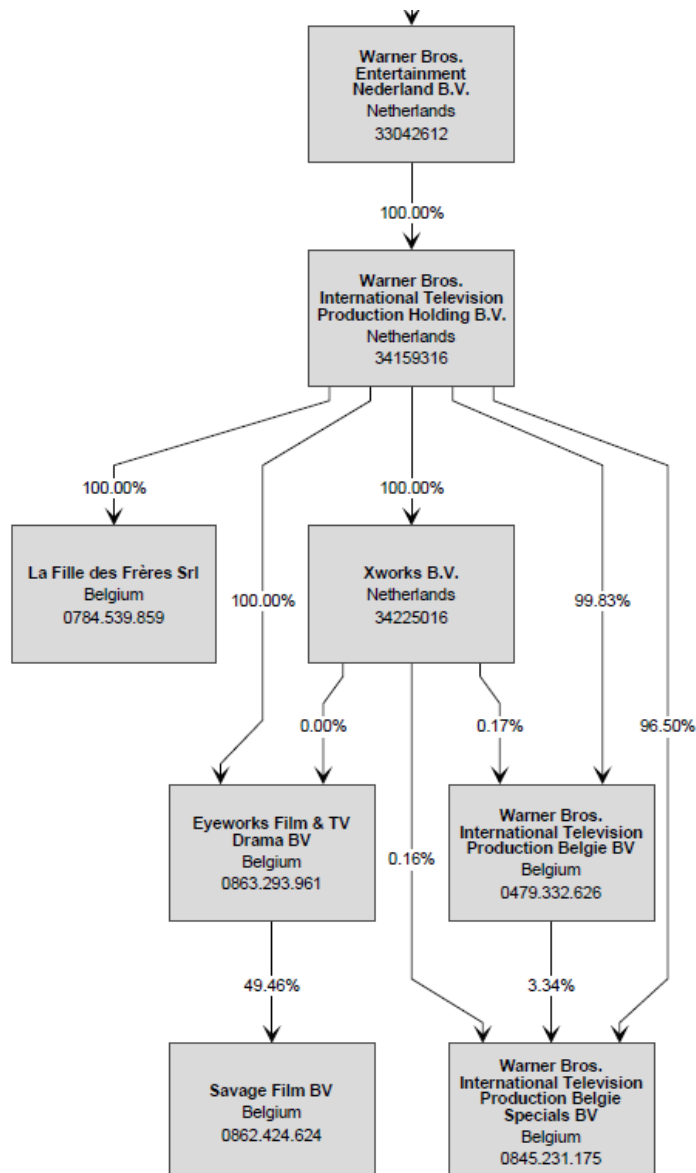 Warner Bros.
Entertainment
Nederland B.V.
Netherlands
33042612
100.00%
Warner Bros.
International Television
Production Holding B.V.
Netherlands
34159316
100.00%
100.00%
La Fille des Frères Srl
Belgium
0784.539.859
100.00%
Xworks B.V.
Netherlands
34225016
99.83%
0.00%
0.17%
96.50%
Eyeworks Film & TV
Drama BV
Belgium
0863.293.961
0.16%
Warner Bros.
International Television
Production Belgie BV
Belgium
0479.332.626
49.46%
3.34%
Savage Film BV
Belgium
0862.424.624
Warner Bros.
International Television
Production Belgie
Specials BV
Belgium
0845.231.175